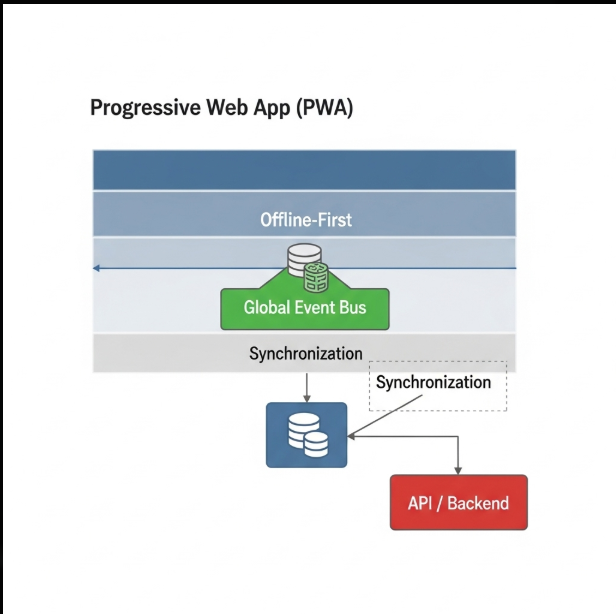 Progressive Web App (PWA)
Offline-First
Global Event Bus
Synchronization
Synchronization
API / Backend